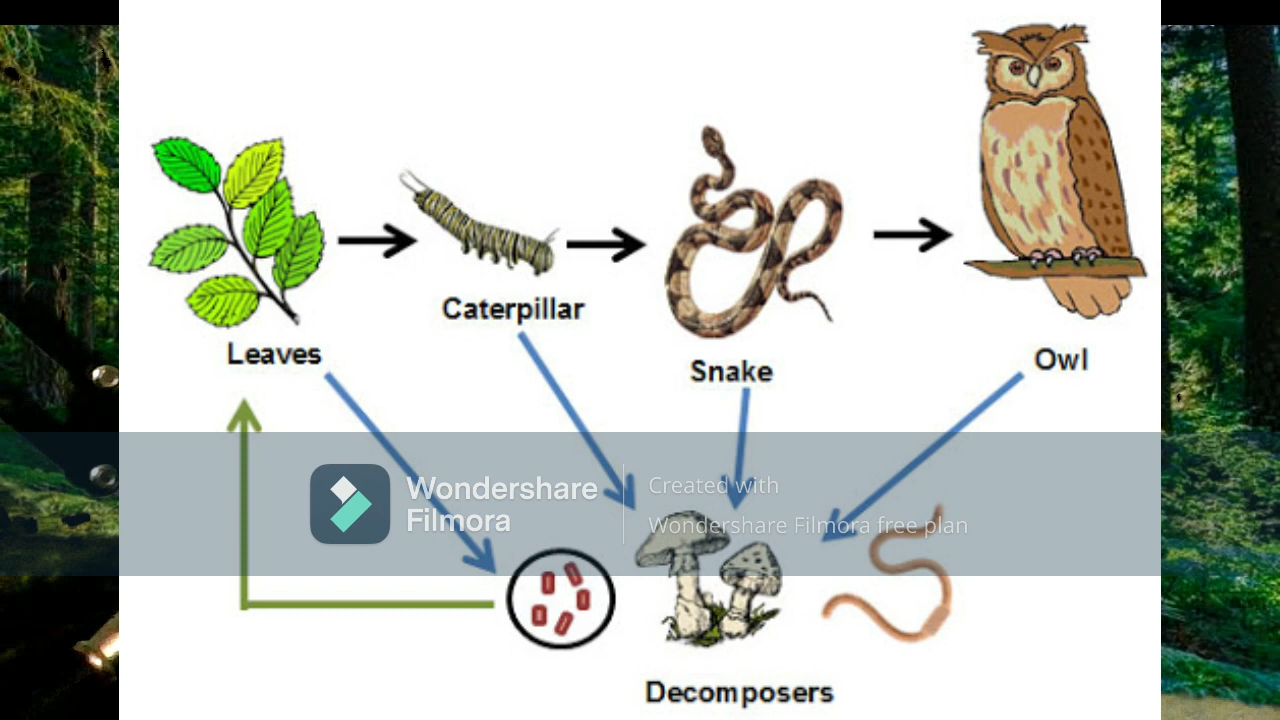 Caterpillar
Leaves
Snake
Owl
Wondershare
Filmora
Created with
Wondershare Filmora free plan
Decomposers